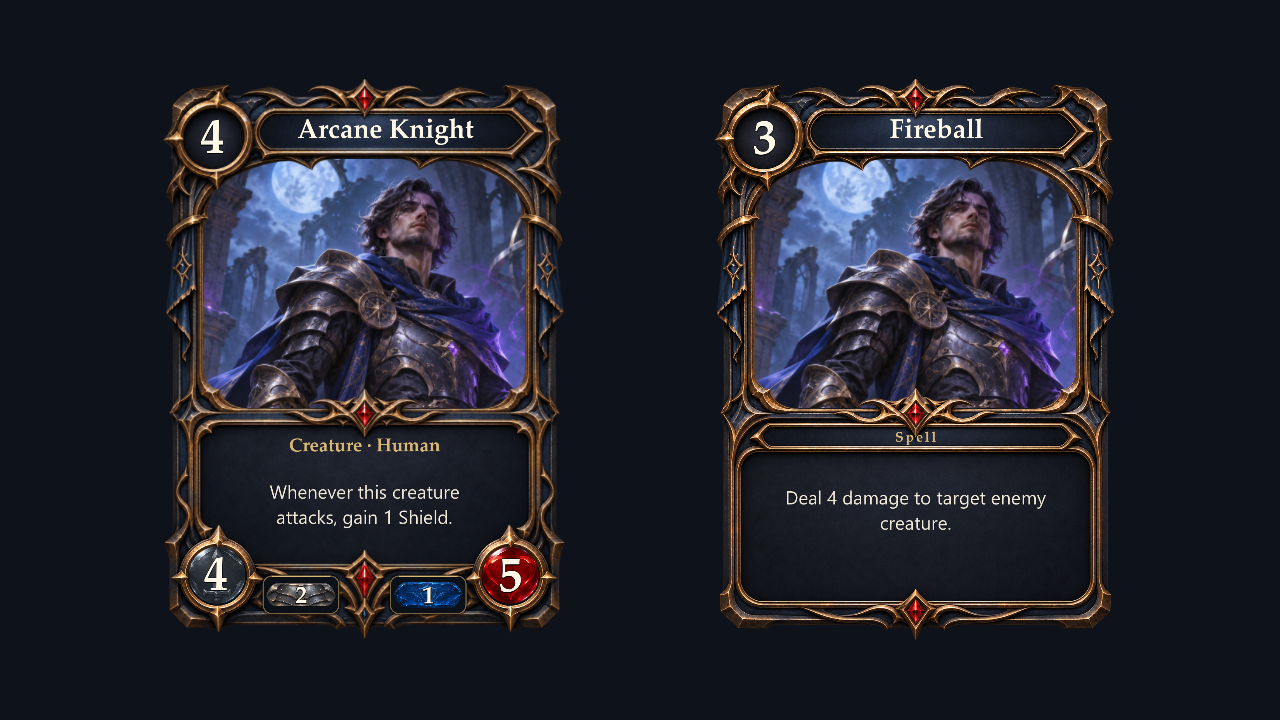 4
Arcane Knight
Creature · Human
Whenever this creature
attacks, gain 1 Shield.
4
2
1
5
3
Fireball
Spell
Deal 4 damage to target enemy
creature.